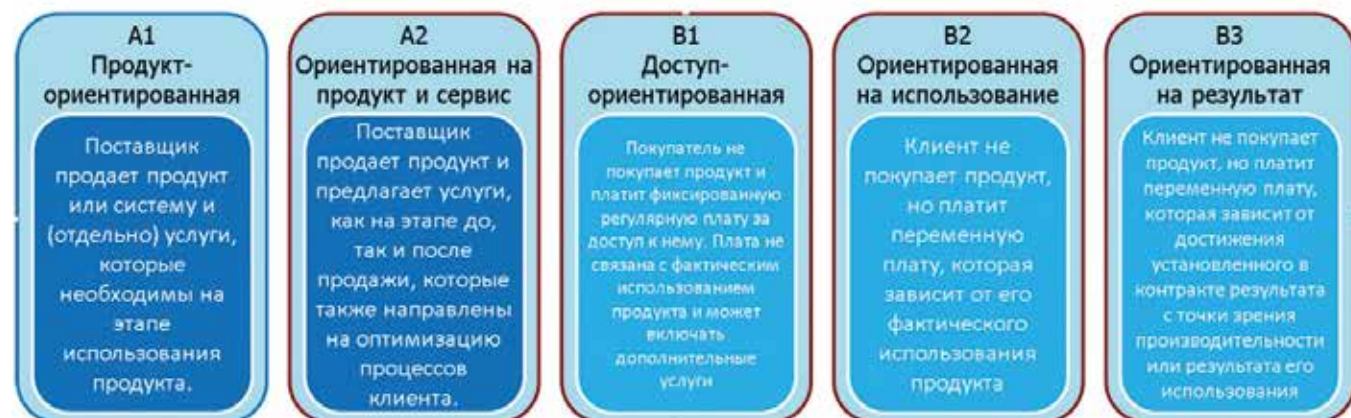 A1
Продукт-
ориентированная
Поставщик
продает продукт
или систему и
(отдельно) услуги,
которые
необходимы на
этапе
использования
продукта.
A2
Ориентированная на
продукт и сервис
Поставщик
продает продукт и
предлагает услуги,
как на этапе до,
так и после
продажи, которые
также направлены
на оптимизацию
процессов
клиента.
B1
Доступ-
ориентированная
Покупатель не
покупает продукт и
платит фиксированную
регулярную плату за
доступ к нему. Плата не
связана с фактическим
использованием
продукта и может
включать
дополнительные
услуги
B2
Ориентированная
на использование
Клиент не
покупает продукт,
но платит
переменную
плату, которая
зависит от его
фактического
использования
продукта
B3
Ориентированная
на результат
Клиент не покупает
продукт, но платит
переменную плату,
которая зависит от
достижения
установленного в
контракте результата
с точки зрения
производительности
или результата его
использования